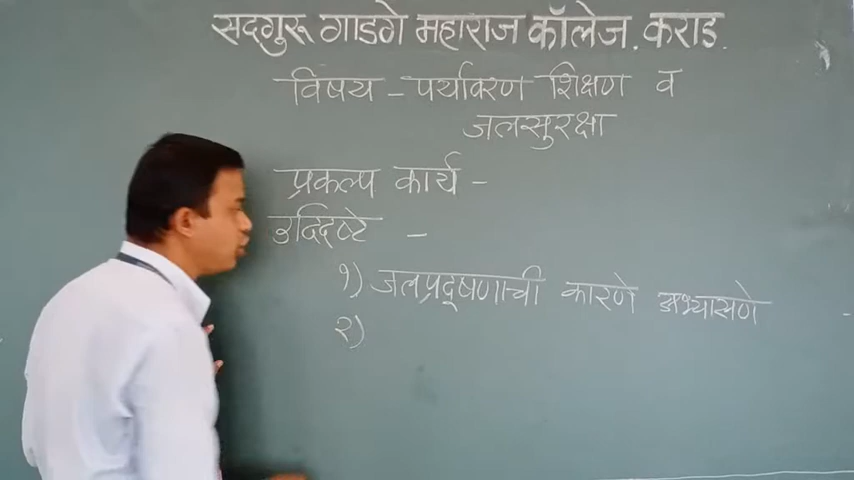 सदगुरू गाडगे महाराज कॉलेज. कराड.
विषय - पर्यावरण शिक्षण व
जलसुरक्षा
प्रकल्प कार्य -
उद्दिष्टे -
१) जलप्रदूषणाची कारणे अभ्यासणे
२)